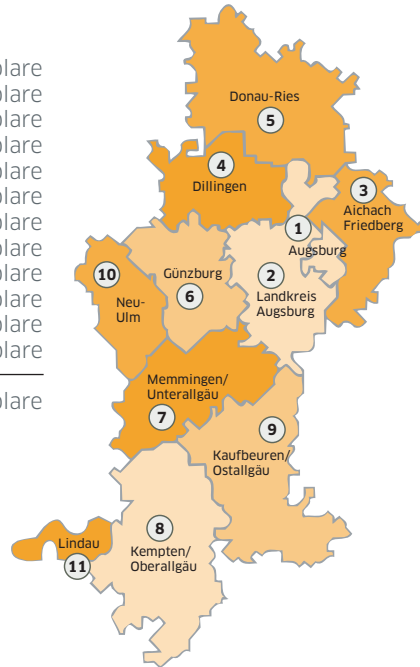 plare
plare
plare
plare
plare
plare
plare
plare
plare
plare
plare
plare
plare
Donau-Ries
5
4
Dillingen
3
Aichach
Friedberg
1
Augsburg
2
Landkreis
Augsburg
Günzburg
6
10
Neu-
Ulm
Memmingen/
Unterallgäu
7
9
Kaufbeuren/
Ostallgäu
8
Kempten/
Oberallgäu
Lindau
11